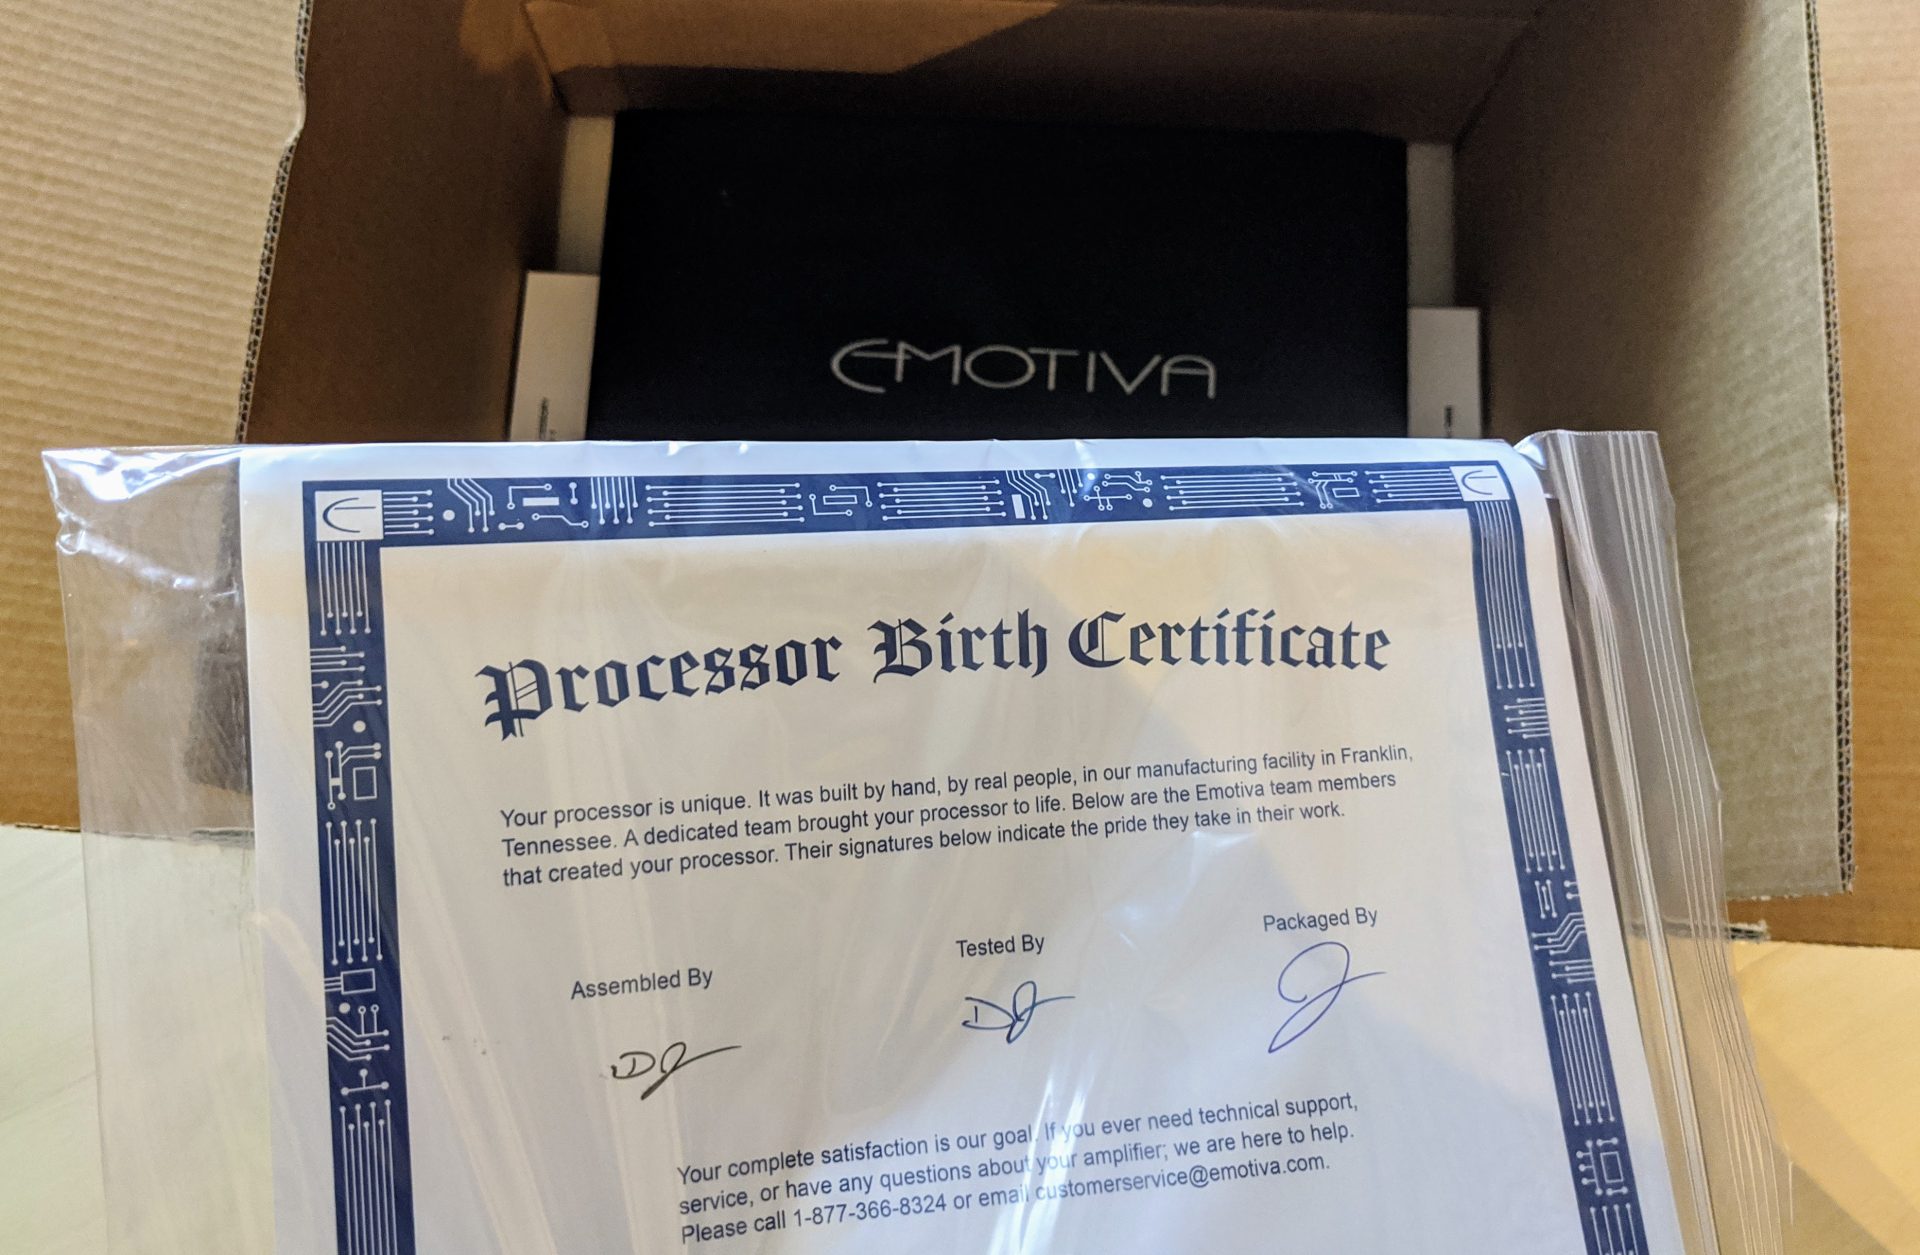 EMOTIVA
Processor Birth Certificate
Your processor is unique. It was built by hand, by real people, in our manufacturing facility in Franklin,
Tennessee. A dedicated team brought your processor to life. Below are the Emotiva team members
that created your processor. Their signatures below indicate the pride they take in their work.
Assembled By
Tested By
Packaged By
Your complete satisfaction is our goal. If you ever need technical support,
service, or have any questions about your amplifier; we are here to help.
Please call 1-877-366-8324 or email customerservice@emotiva.com.